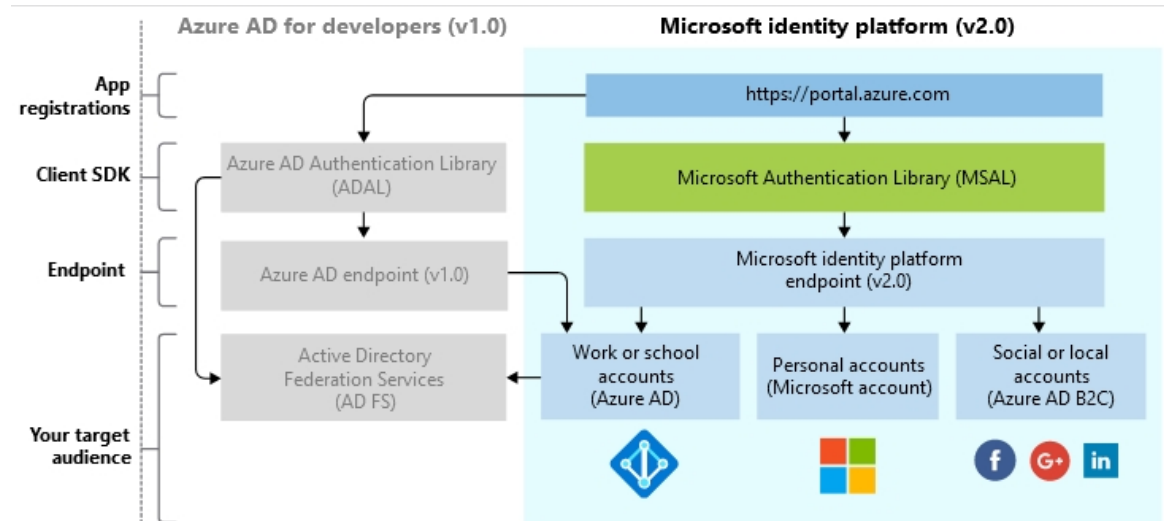 Azure AD for developers (v1.0)
Microsoft identity platform (v2.0)
App
registrations
https://portal.azure.com
Client SDK
Azure AD Authentication Library
(ADAL)
Microsoft Authentication Library (MSAL)
Endpoint
Azure AD endpoint (v1.0)
Microsoft identity platform
endpoint (v2.0)
Your target
audience
Active Directory
Federation Services
(AD FS)
Work or school
accounts
(Azure AD)
Personal accounts
(Microsoft account)
Social or local
accounts
(Azure AD B2C)
f
G+
in